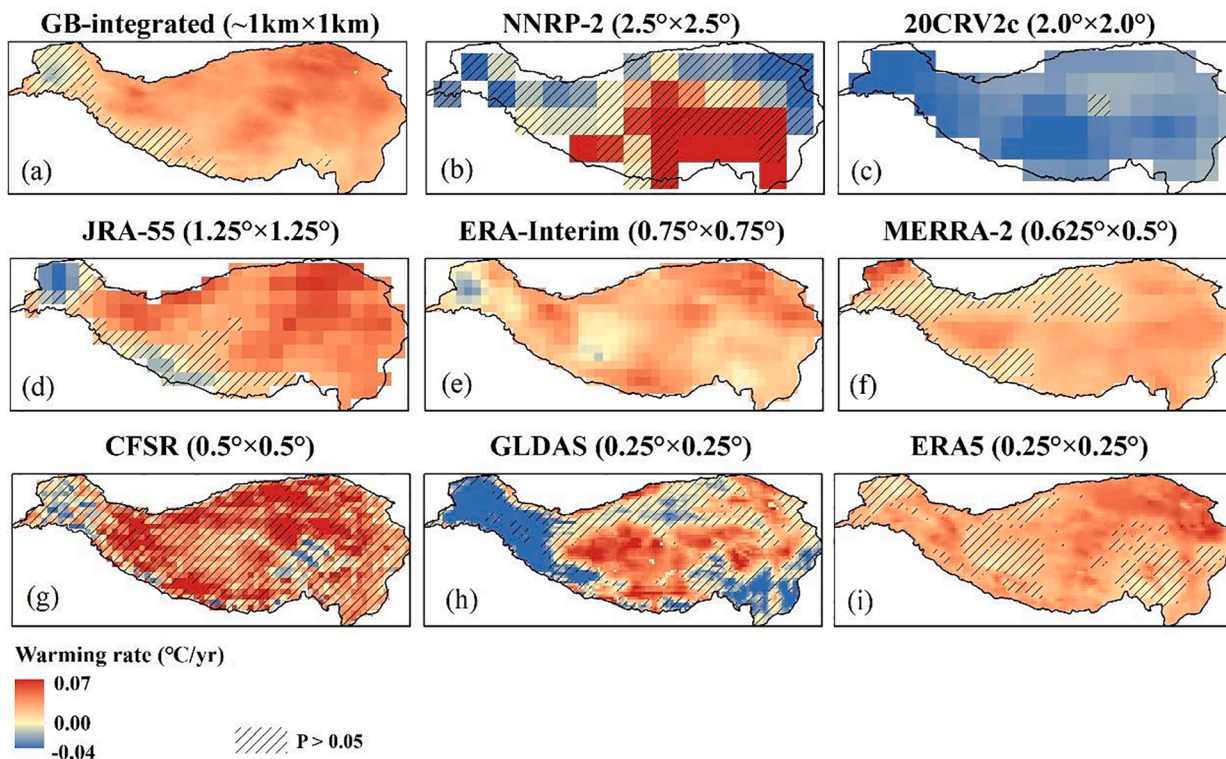 GB-integrated (~1km×1km)
NNRP-2 (2.5°×2.5°)
20CRV2c (2.0°×2.0°)
(a)
(b)
(c)
JRA-55 (1.25°×1.25°)
ERA-Interim (0.75°×0.75°)
MERRA-2 (0.625°×0.5°)
(d)
(e)
(f)
CFSR (0.5°×0.5°)
GLDAS (0.25°×0.25°)
ERA5 (0.25°×0.25°)
(g)
(h)
(i)
Warming rate (°C/yr)
0.07
0.00
-0.04
P > 0.05